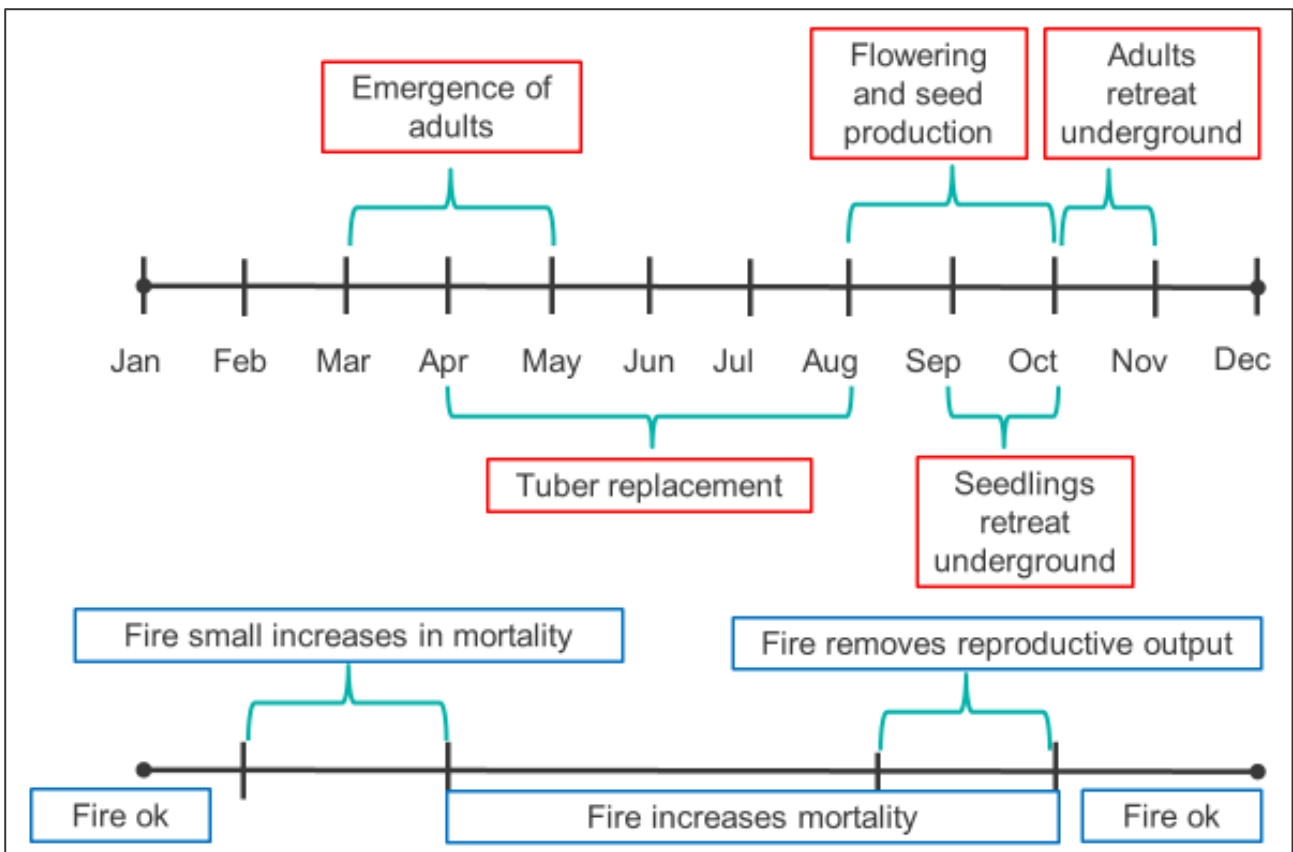 Emergence of
adults
Flowering
and seed
production
Adults
retreat
underground
Jan Feb Mar Apr May Jun Jul Aug Sep Oct Nov Dec
Tuber replacement
Seedlings
retreat
underground
Fire small increases in mortality
Fire removes reproductive output
Fire ok
Fire increases mortality
Fire ok